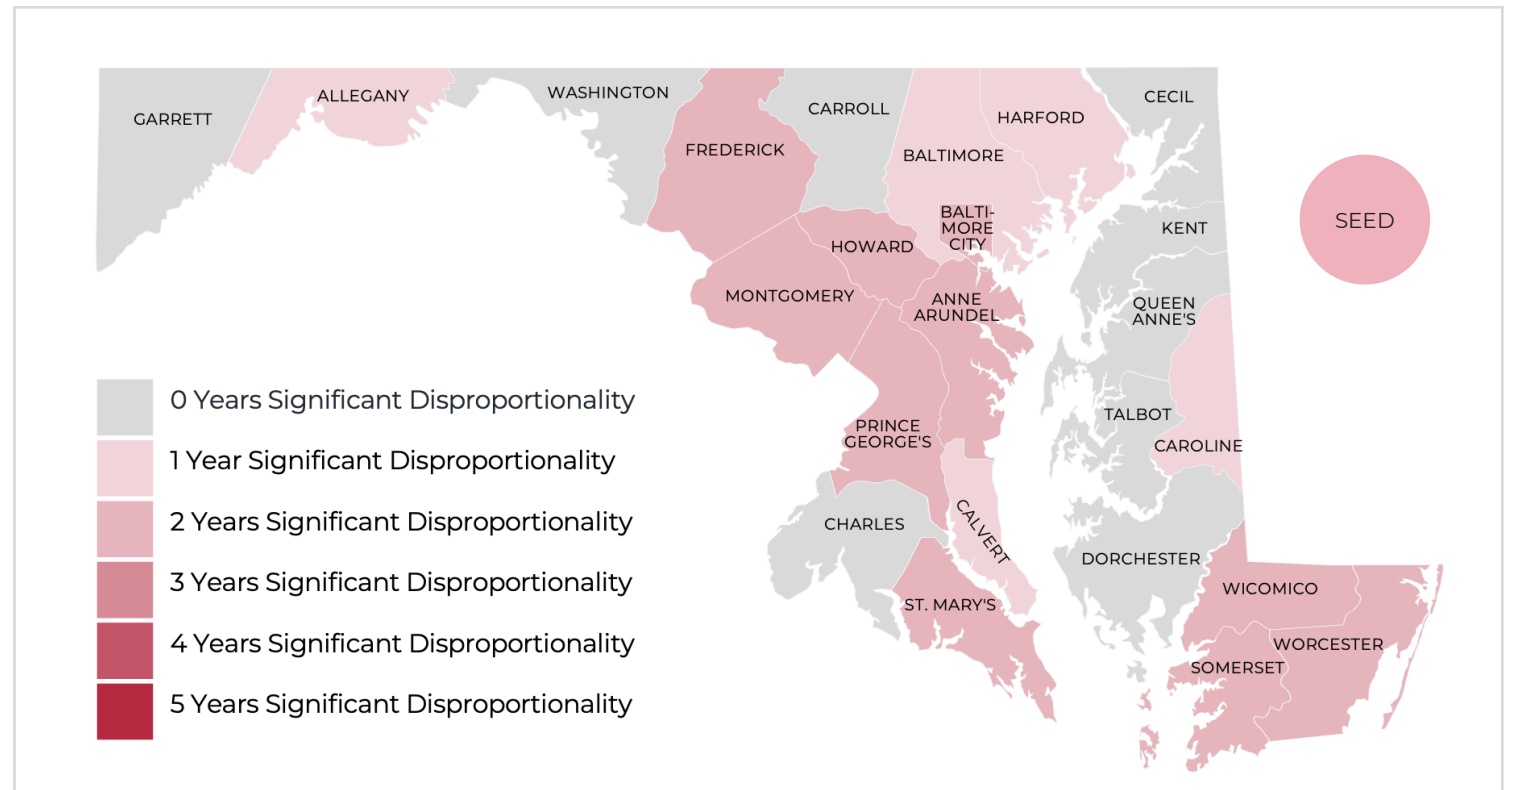 GARRETT
ALLEGANY
WASHINGTON
FREDERICK
CARROLL
BALTIMORE
HARFORD
CECIL
BALTI-
MORE
CITY
HOWARD
MONTGOMERY
ANNE
ARUNDEL
KENT
QUEEN
ANNE'S
SEED
TALBOT
CAROLINE
PRINCE
GEORGE'S
CHARLES
CALVERT
ST. MARY'S
DORCHESTER
WICOMICO
WORCESTER
SOMERSET
0 Years Significant Disproportionality
1 Year Significant Disproportionality
2 Years Significant Disproportionality
3 Years Significant Disproportionality
4 Years Significant Disproportionality
5 Years Significant Disproportionality